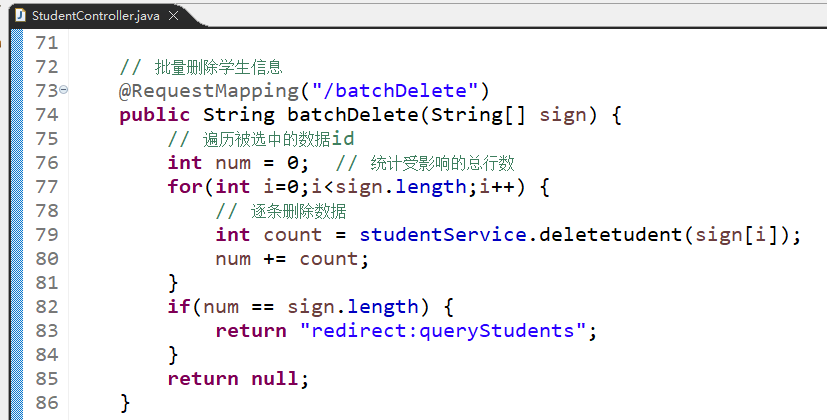 StudentController.java
71
72 // 批量删除学生信息
73 @RequestMapping("/batchDelete")
74 public String batchDelete(String[] sign) {
75 // 遍历被选中的数据id
76 int num = 0; // 统计受影响的总行数
77 for(int i=0;i<sign.length;i++) {
78 // 逐条删除数据
79 int count = studentService.deletetudent(sign[i]);
80 num += count;
81 }
82 if(num == sign.length) {
83 return "redirect:queryStudents";
84 }
85 return null;
86 }